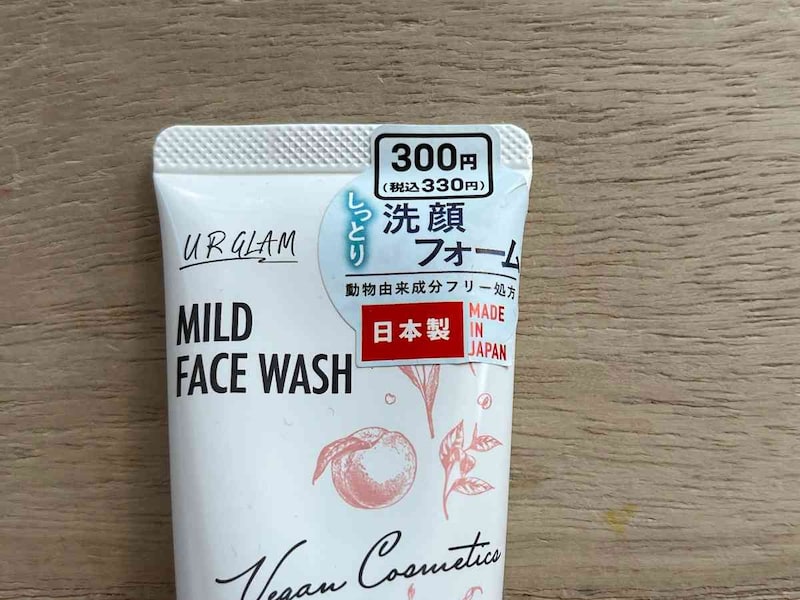 300円
(税込330円)
しっとり
洗顔
フォーム
動物由来成分フリー処方
日本製
MADE
IN
JAPAN
UR GLAM
MILD
FACE WASH
Vegan Cosmetics